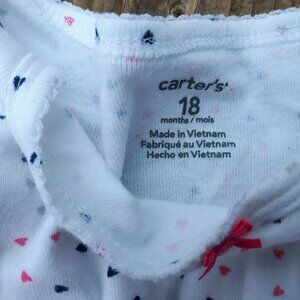 carter's
18
months / mois
Made in Vietnam
Fabriqué au Vietnam
Hecho en Vietnam